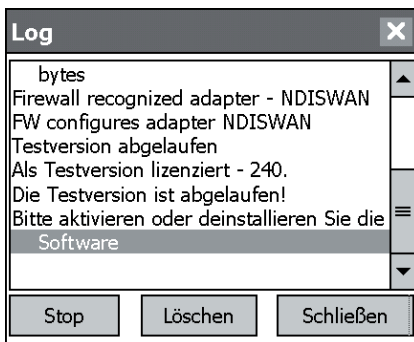 Log
bytes
Firewall recognized adapter - NDISWAN
FW configures adapter NDISWAN
Testversion abgelaufen
Als Testversion lizenziert - 240.
Die Testversion ist abgelaufen!
Bitte aktivieren oder deinstallieren Sie die
Software
Stop Löschen Schließen